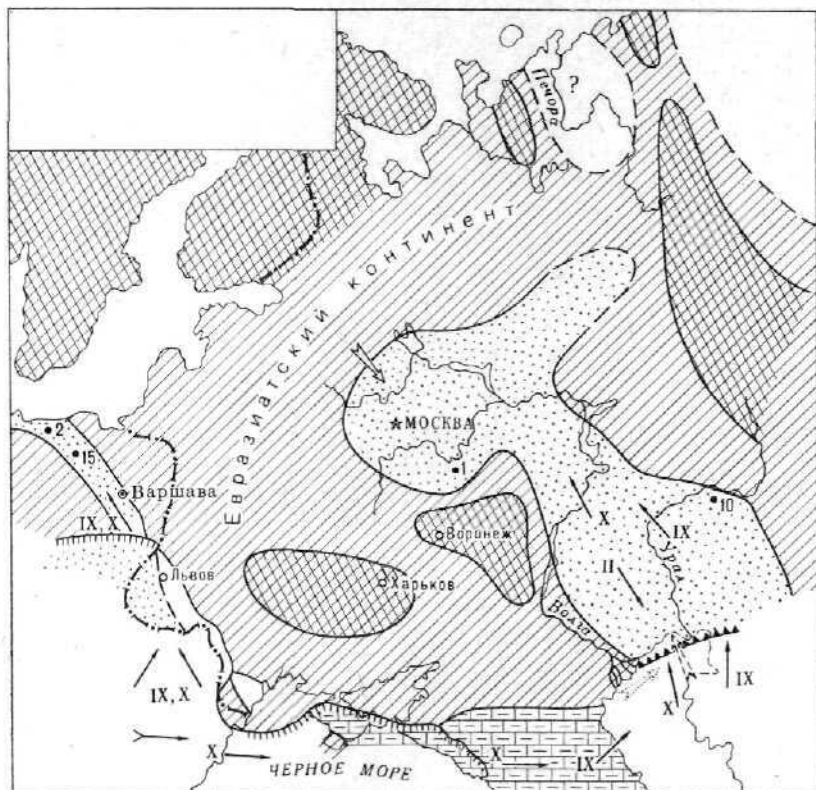 Печора
?
Евразиатский континент
МОСКВА
2
15
1
Варшава
10
IX, X
Воронеж
X
IX
II
Урал
Львов
Харьков
Волга
IX, X
IX
X
X
X
IX
ЧЕРНОЕ МОРЕ